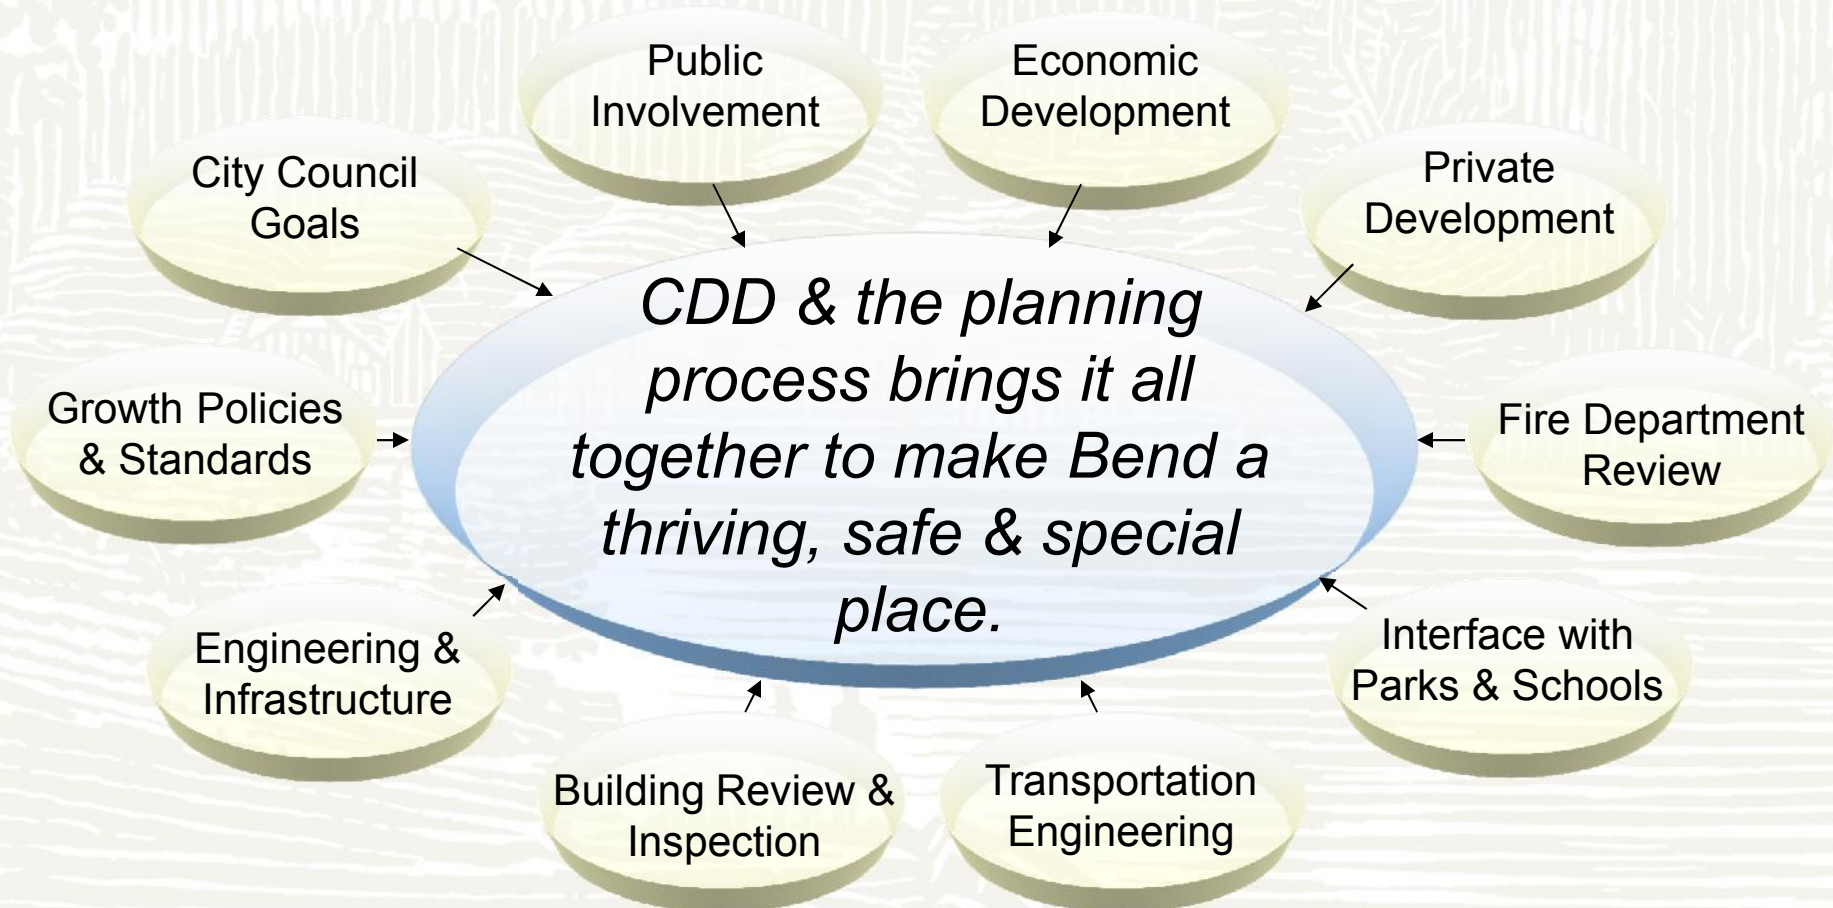 Public
Involvement
Economic
Development
City Council
Goals
Private
Development
CDD & the planning
process brings it all
together to make Bend a
thriving, safe & special
place.
Growth Policies
& Standards
Fire Department
Review
Engineering &
Infrastructure
Interface with
Parks & Schools
Building Review &
Inspection
Transportation
Engineering